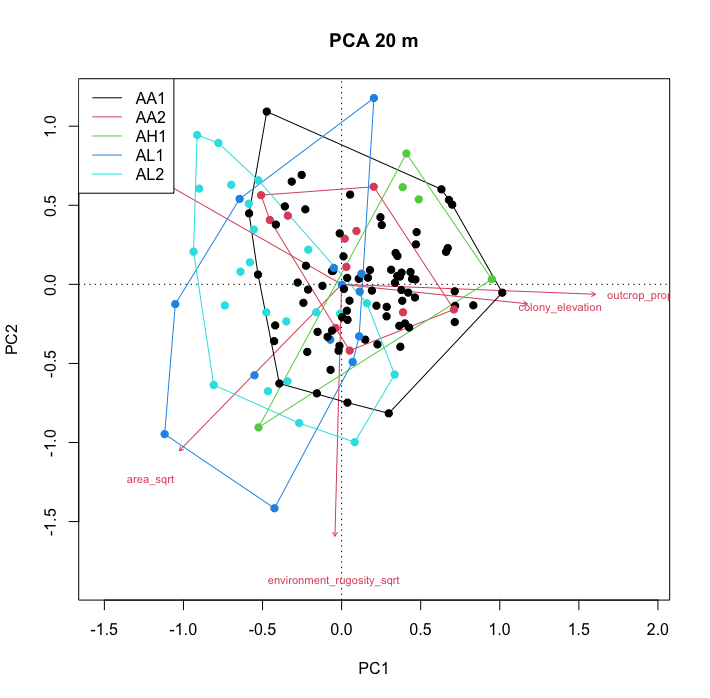 PCA 20 m
AA1
AA2
AH1
AL1
AL2
1.0
0.5
0.0
-0.5
-1.0
-1.5
PC2
outcrop_prop
colony_elevation
area_sqrt
environment_rugosity_sqrt
-1.5 -1.0 -0.5 0.0 0.5 1.0 1.5 2.0
PC1